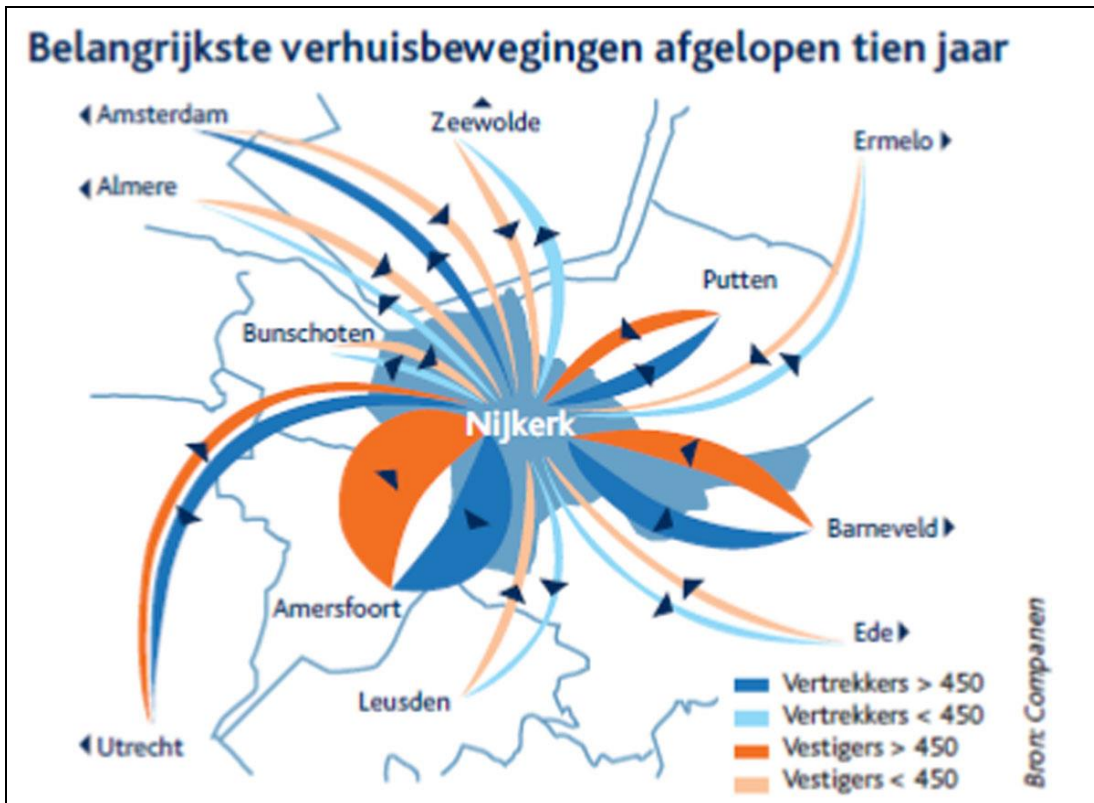 Belangrijkste verhuisbewegingen afgelopen tien jaar
Amsterdam
Zeewolde
Ermelo
Almere
Putten
Bunschoten
Nijkerk
Barneveld
Amersfoort
Ede
Leusden
Utrecht
Vertrekkers > 450
Vertrekkers < 450
Vestigers > 450
Vestigers < 450
Bron: Companen